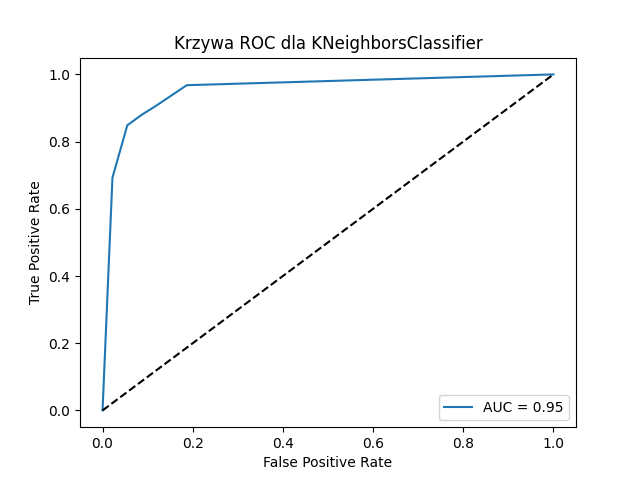 Krzywa ROC dla KNeighborsClassifier
True Positive Rate
1.0
0.8
0.6
0.4
0.2
0.0
AUC = 0.95
0.0 0.2 0.4 0.6 0.8 1.0
False Positive Rate